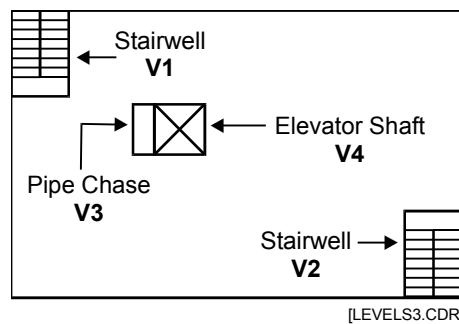 Stairwell
V1
Elevator Shaft
V4
Pipe Chase
V3
Stairwell
V2
[LEVELS3.CDR